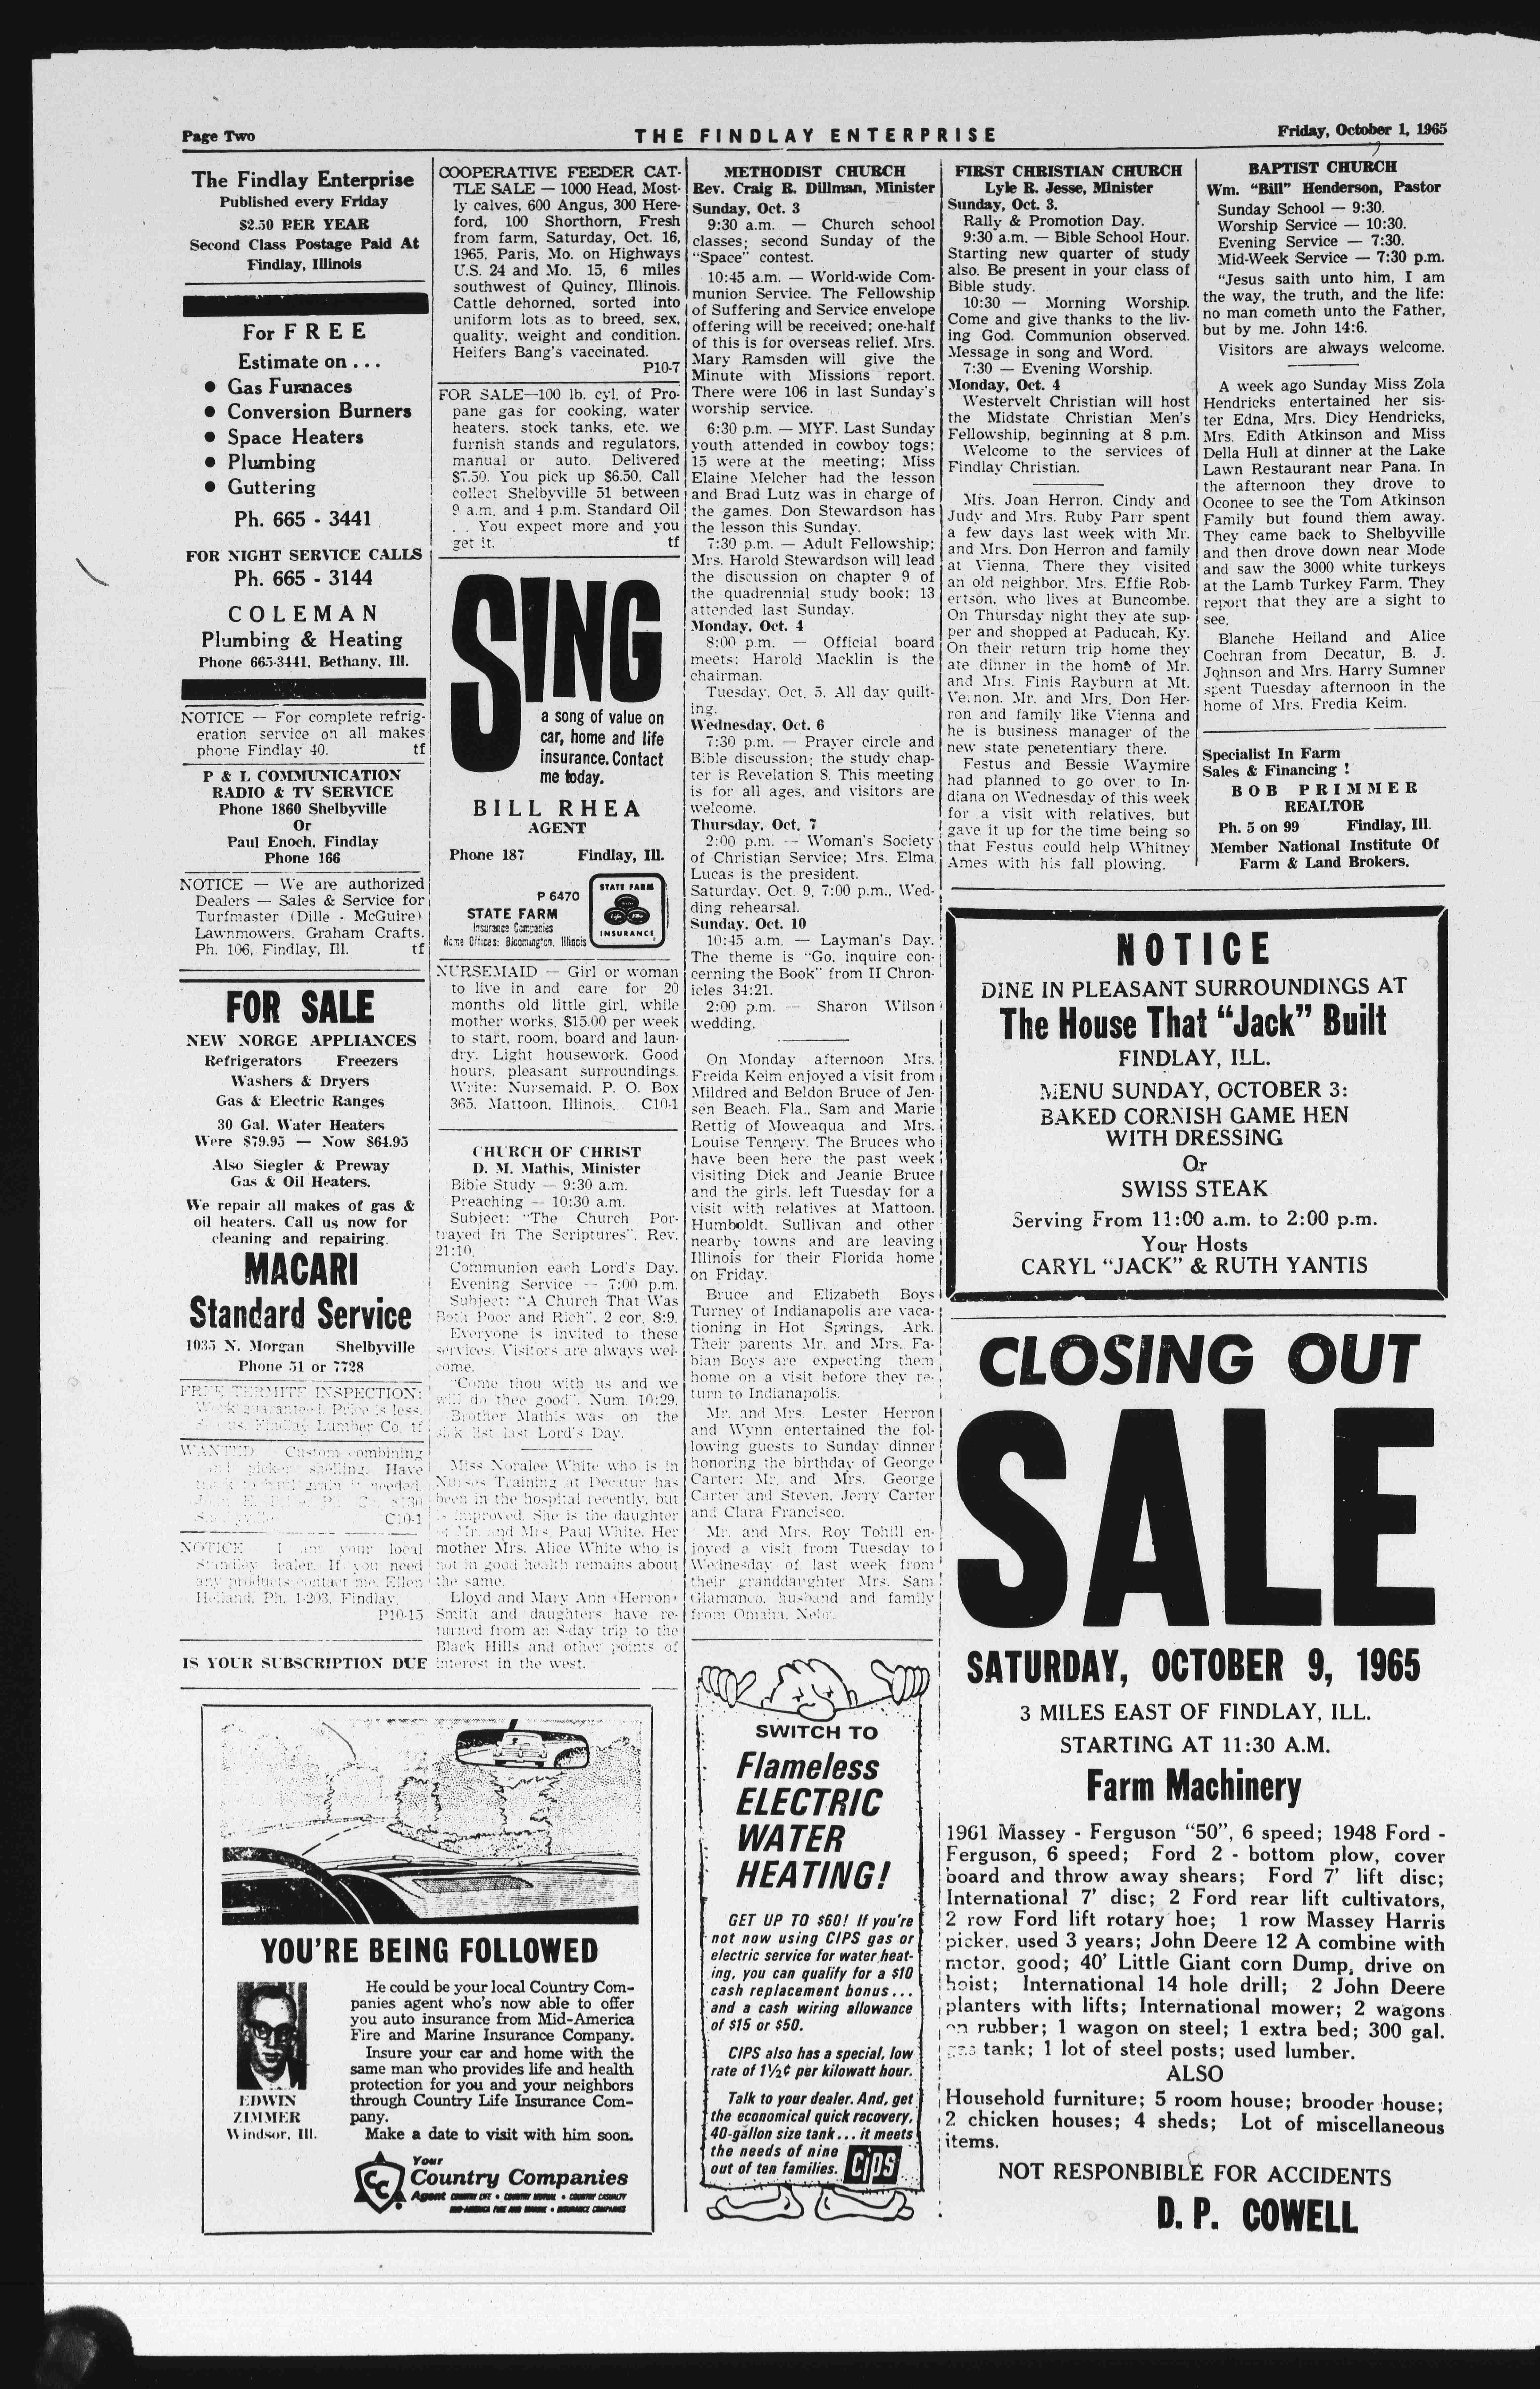 Page Two
THE FINDLAY ENTERPRISE
Friday, October 1, 1965
The Findlay Enterprise
Published every Friday
$2.50 PER YEAR
Second Class Postage Paid At
Findlay, Illinois
For FREE
Estimate on . . .
● Gas Furnaces
● Conversion Burners
● Space Heaters
● Plumbing
● Guttering
Ph. 665 - 3441
FOR NIGHT SERVICE CALLS
Ph. 665 - 3144
COLEMAN
Plumbing & Heating
Phone 665-3441, Bethany, Ill.
NOTICE — For complete refrig-
eration service on all makes
phone Findlay 40. tf
P & L COMMUNICATION
RADIO & TV SERVICE
Phone 1860 Shelbyville
Or
Paul Enoch, Findlay
Phone 166
NOTICE — We are authorized
Dealers — Sales & Service for
Turfmaster (Dille - McGuire)
Lawnmowers. Graham Crafts.
Ph. 106, Findlay, Ill. tf
FOR SALE
NEW NORGE APPLIANCES
Refrigerators Freezers
Washers & Dryers
Gas & Electric Ranges
30 Gal. Water Heaters
Were $79.95 — Now $64.95
Also Siegler & Preway
Gas & Oil Heaters.
We repair all makes of gas &
oil heaters. Call us now for
cleaning and repairing.
MACARI
Standard Service
1035 N. Morgan Shelbyville
Phone 51 or 7728
FREE TERMITE INSPECTION:
Work guaranteed. Price is less.
See us. Findlay Lumber Co. tf
WANTED Custom combining
and picker shelling. Have
truck to haul grain if needed.
C10-1
NOTICE I am your local
Stanley dealer. If you need
any products contact me. Ellen
Heiland, Ph. 1-203, Findlay.
P10-15
IS YOUR SUBSCRIPTION DUE
COOPERATIVE FEEDER CAT-
TLE SALE — 1000 Head, Most-
ly calves, 600 Angus, 300 Here-
ford, 100 Shorthorn, Fresh
from farm, Saturday, Oct. 16,
1965, Paris, Mo. on Highways
U.S. 24 and Mo. 15, 6 miles
southwest of Quincy, Illinois.
Cattle dehorned, sorted into
uniform lots as to breed, sex,
quality, weight and condition.
Heifers Bang's vaccinated.
P10-7
FOR SALE—100 lb. cyl. of Pro-
pane gas for cooking, water
heaters, stock tanks, etc. we
furnish stands and regulators,
manual or auto. Delivered
$7.50. You pick up $6.50. Call
collect Shelbyville 51 between
9 a.m. and 4 p.m. Standard Oil
. . You expect more and you
get it. tf
SING
a song of value on
car, home and life
insurance. Contact
me today.
BILL RHEA
AGENT
Phone 187 Findlay, Ill.
P 6470
STATE FARM
Insurance Companies
Home Offices: Bloomington, Illinois
STATE FARM
INSURANCE
NURSEMAID — Girl or woman
to live in and care for 20
months old little girl, while
mother works. $15.00 per week
to start, room, board and laun-
dry. Light housework. Good
hours, pleasant surroundings.
Write: Nursemaid, P. O. Box
365, Mattoon, Illinois. C10-1
CHURCH OF CHRIST
D. M. Mathis, Minister
Bible Study — 9:30 a.m.
Preaching — 10:30 a.m.
Subject: "The Church Por-
trayed In The Scriptures". Rev.
21:10.
Communion each Lord's Day.
Evening Service — 7:00 p.m.
Subject: "A Church That Was
Both Poor and Rich". 2 cor. 8:9.
Everyone is invited to these
services. Visitors are always wel-
come.
"Come thou with us and we
will do thee good". Num. 10:29.
Brother Mathis was on the
sick list last Lord's Day.
Miss Noralee White who is in
Nurses Training at Decatur has
been in the hospital recently, but
is improved. She is the daughter
of Mr. and Mrs. Paul White. Her
mother Mrs. Alice White who is
not in good health remains about
the same.
Lloyd and Mary Ann (Herron)
Smith and daughters have re-
turned from an 8-day trip to the
Black Hills and other points of
interest in the west.
YOU'RE BEING FOLLOWED
EDWIN
ZIMMER
Windsor, Ill.
He could be your local Country Com-
panies agent who's now able to offer
you auto insurance from Mid-America
Fire and Marine Insurance Company.
Insure your car and home with the
same man who provides life and health
protection for you and your neighbors
through Country Life Insurance Com-
pany.
Make a date to visit with him soon.
CC
Your
Country Companies
Agent COUNTRY LIFE • COUNTRY MUTUAL • COUNTRY CASUALTY
MID-AMERICA FIRE AND MARINE • INSURANCE COMPANIES
METHODIST CHURCH
Rev. Craig R. Dillman, Minister
Sunday, Oct. 3
9:30 a.m. — Church school
classes; second Sunday of the
"Space" contest.
10:45 a.m. — World-wide Com-
munion Service. The Fellowship
of Suffering and Service envelope
offering will be received; one-half
of this is for overseas relief. Mrs.
Mary Ramsden will give the
Minute with Missions report.
There were 106 in last Sunday's
worship service.
6:30 p.m. — MYF. Last Sunday
youth attended in cowboy togs;
15 were at the meeting; Miss
Elaine Melcher had the lesson
and Brad Lutz was in charge of
the games. Don Stewardson has
the lesson this Sunday.
7:30 p.m. — Adult Fellowship;
Mrs. Harold Stewardson will lead
the discussion on chapter 9 of
the quadrennial study book; 13
attended last Sunday.
Monday, Oct. 4
8:00 p.m. — Official board
meets; Harold Macklin is the
chairman.
Tuesday, Oct. 5. All day quilt-
ing.
Wednesday, Oct. 6
7:30 p.m. — Prayer circle and
Bible discussion; the study chap-
ter is Revelation 8. This meeting
is for all ages, and visitors are
welcome.
Thursday, Oct. 7
2:00 p.m. -- Woman's Society
of Christian Service; Mrs. Elma
Lucas is the president.
Saturday, Oct. 9, 7:00 p.m., Wed-
ding rehearsal.
Sunday, Oct. 10
10:45 a.m. — Layman's Day.
The theme is "Go, inquire con-
cerning the Book" from II Chron-
icles 34:21.
2:00 p.m. — Sharon Wilson
wedding.
On Monday afternoon Mrs.
Freida Keim enjoyed a visit from
Mildred and Beldon Bruce of Jen-
sen Beach, Fla., Sam and Marie
Rettig of Moweaqua and Mrs.
Louise Tennery. The Bruces who
have been here the past week
visiting Dick and Jeanie Bruce
and the girls, left Tuesday for a
visit with relatives at Mattoon,
Humboldt, Sullivan and other
nearby towns and are leaving
Illinois for their Florida home
on Friday.
Bruce and Elizabeth Boys
Turney of Indianapolis are vaca-
tioning in Hot Springs, Ark.
Their parents Mr. and Mrs. Fa-
bian Boys are expecting them
home on a visit before they re-
turn to Indianapolis.
Mr. and Mrs. Lester Herron
and Wynn entertained the fol-
lowing guests to Sunday dinner
honoring the birthday of George
Carter: Mr. and Mrs. George
Carter and Steven, Jerry Carter
and Clara Francisco.
Mr. and Mrs. Roy Tohill en-
joyed a visit from Tuesday to
Wednesday of last week from
their granddaughter Mrs. Sam
Giamanco, husband and family
from Omaha, Nebr.
SWITCH TO
Flameless
ELECTRIC
WATER
HEATING!
GET UP TO $60! If you're
not now using CIPS gas or
electric service for water heat-
ing, you can qualify for a $10
cash replacement bonus...
and a cash wiring allowance
of $15 or $50.
CIPS also has a special, low
rate of 1½¢ per kilowatt hour.
Talk to your dealer. And, get
the economical quick recovery,
40-gallon size tank... it meets
the needs of nine
out of ten families. CIPS
FIRST CHRISTIAN CHURCH
Lyle R. Jesse, Minister
Sunday, Oct. 3.
Rally & Promotion Day.
9:30 a.m. — Bible School Hour.
Starting new quarter of study
also. Be present in your class of
Bible study.
10:30 — Morning Worship.
Come and give thanks to the liv-
ing God. Communion observed.
Message in song and Word.
7:30 — Evening Worship.
Monday, Oct. 4
Westervelt Christian will host
the Midstate Christian Men's
Fellowship, beginning at 8 p.m.
Welcome to the services of
Findlay Christian.
Mrs. Joan Herron, Cindy and
Judy and Mrs. Ruby Parr spent
a few days last week with Mr.
and Mrs. Don Herron and family
at Vienna. There they visited
an old neighbor, Mrs. Effie Rob-
ertson, who lives at Buncombe.
On Thursday night they ate sup-
per and shopped at Paducah, Ky.
On their return trip home they
ate dinner in the home of Mr.
and Mrs. Finis Rayburn at Mt.
Vernon. Mr. and Mrs. Don Her-
ron and family like Vienna and
he is business manager of the
new state penetentiary there.
Festus and Bessie Waymire
had planned to go over to In-
diana on Wednesday of this week
for a visit with relatives, but
gave it up for the time being so
that Festus could help Whitney
Ames with his fall plowing.
BAPTIST CHURCH
Wm. "Bill" Henderson, Pastor
Sunday School — 9:30.
Worship Service — 10:30.
Evening Service — 7:30.
Mid-Week Service — 7:30 p.m.
"Jesus saith unto him, I am
the way, the truth, and the life:
no man cometh unto the Father,
but by me. John 14:6.
Visitors are always welcome.
A week ago Sunday Miss Zola
Hendricks entertained her sis-
ter Edna, Mrs. Dicy Hendricks,
Mrs. Edith Atkinson and Miss
Della Hull at dinner at the Lake
Lawn Restaurant near Pana. In
the afternoon they drove to
Oconee to see the Tom Atkinson
Family but found them away.
They came back to Shelbyville
and then drove down near Mode
and saw the 3000 white turkeys
at the Lamb Turkey Farm. They
report that they are a sight to
see.
Blanche Heiland and Alice
Cochran from Decatur, B. J.
Johnson and Mrs. Harry Sumner
spent Tuesday afternoon in the
home of Mrs. Fredia Keim.
Specialist In Farm
Sales & Financing !
BOB PRIMMER
REALTOR
Ph. 5 on 99 Findlay, Ill.
Member National Institute Of
Farm & Land Brokers.
NOTICE
DINE IN PLEASANT SURROUNDINGS AT
The House That "Jack" Built
FINDLAY, ILL.
MENU SUNDAY, OCTOBER 3:
BAKED CORNISH GAME HEN
WITH DRESSING
Or
SWISS STEAK
Serving From 11:00 a.m. to 2:00 p.m.
Your Hosts
CARYL "JACK" & RUTH YANTIS
CLOSING OUT
SALE
SATURDAY, OCTOBER 9, 1965
3 MILES EAST OF FINDLAY, ILL.
STARTING AT 11:30 A.M.
Farm Machinery
1961 Massey - Ferguson "50", 6 speed; 1948 Ford -
Ferguson, 6 speed; Ford 2 - bottom plow, cover
board and throw away shears; Ford 7' lift disc;
International 7' disc; 2 Ford rear lift cultivators,
2 row Ford lift rotary hoe; 1 row Massey Harris
picker, used 3 years; John Deere 12 A combine with
motor, good; 40' Little Giant corn Dump, drive on
hoist; International 14 hole drill; 2 John Deere
planters with lifts; International mower; 2 wagons
on rubber; 1 wagon on steel; 1 extra bed; 300 gal.
gas tank; 1 lot of steel posts; used lumber.
ALSO
Household furniture; 5 room house; brooder house;
2 chicken houses; 4 sheds; Lot of miscellaneous
items.
NOT RESPONBIBLE FOR ACCIDENTS
D. P. COWELL